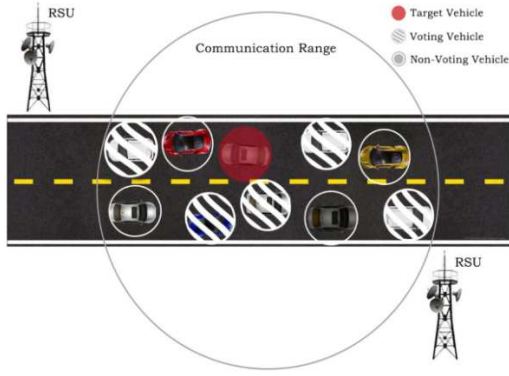 RSU
Communication Range
Target Vehicle
Voting Vehicle
Non-Voting Vehicle
RSU